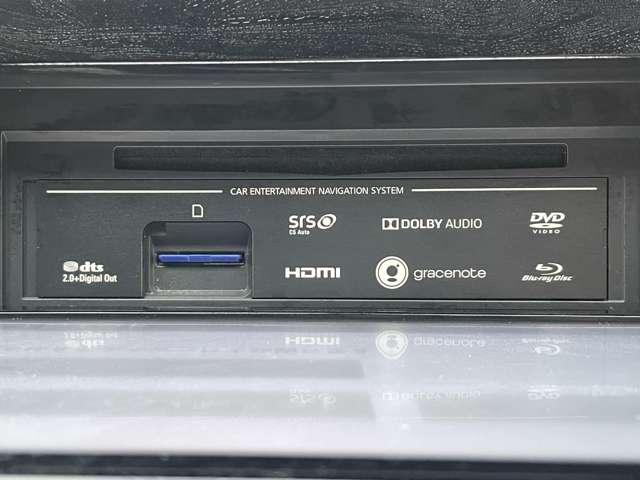 CAR ENTERTAINMENT NAVIGATION SYSTEM
SRS
CS Auto
DOLBY AUDIO
DVD
VIDEO
dts
2.0+Digital Out
HDMI
gracenote
Blu-ray Disc